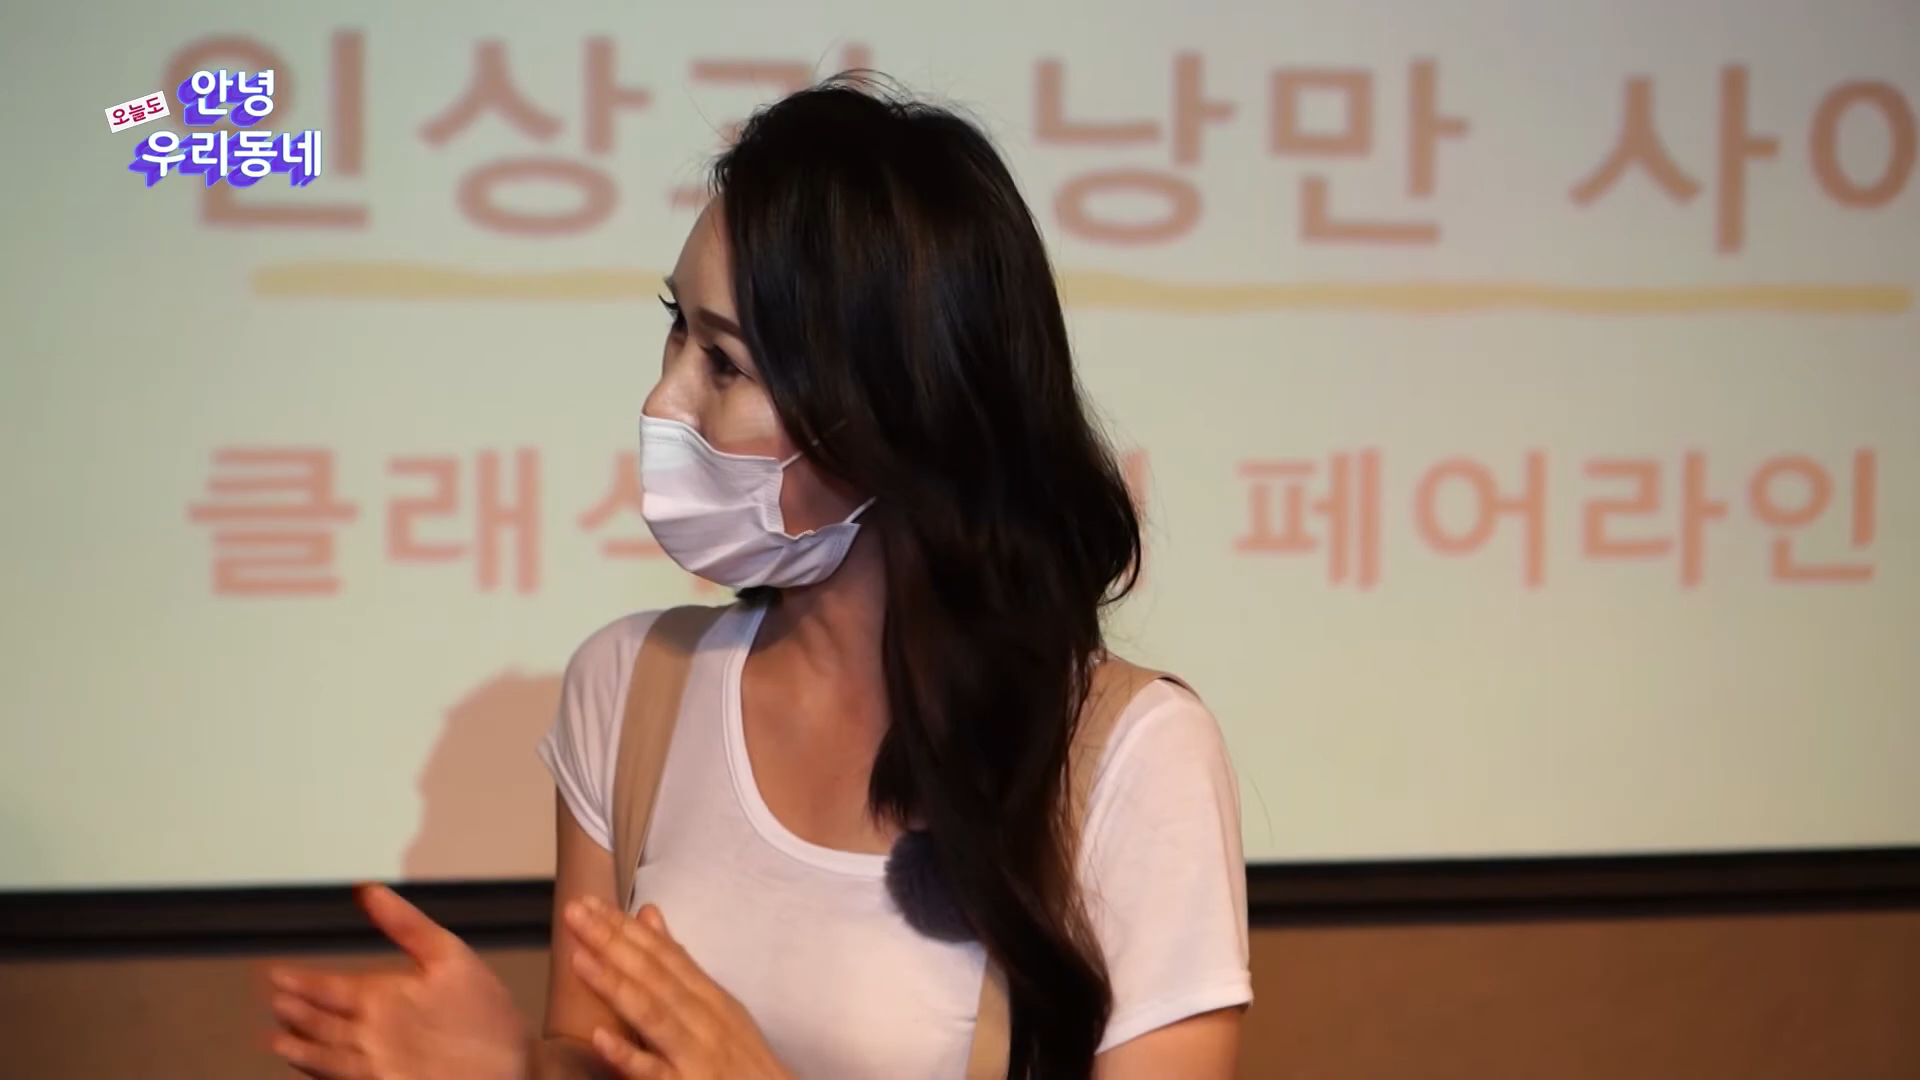 오늘도
안녕
우리동네
인상과 낭만 사이
클래식 페어라인